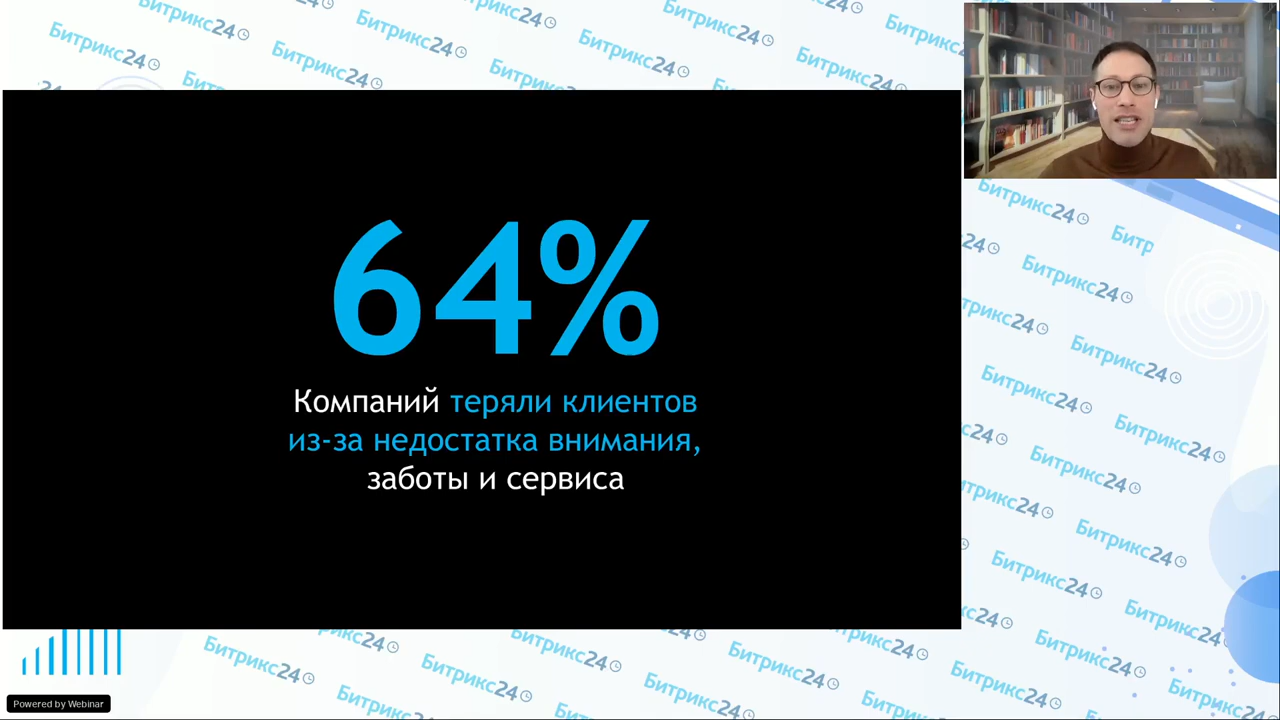 64%
Компаний теряли клиентов
из-за недостатка внимания,
заботы и сервиса
Битрикс24
Powered by Webinar